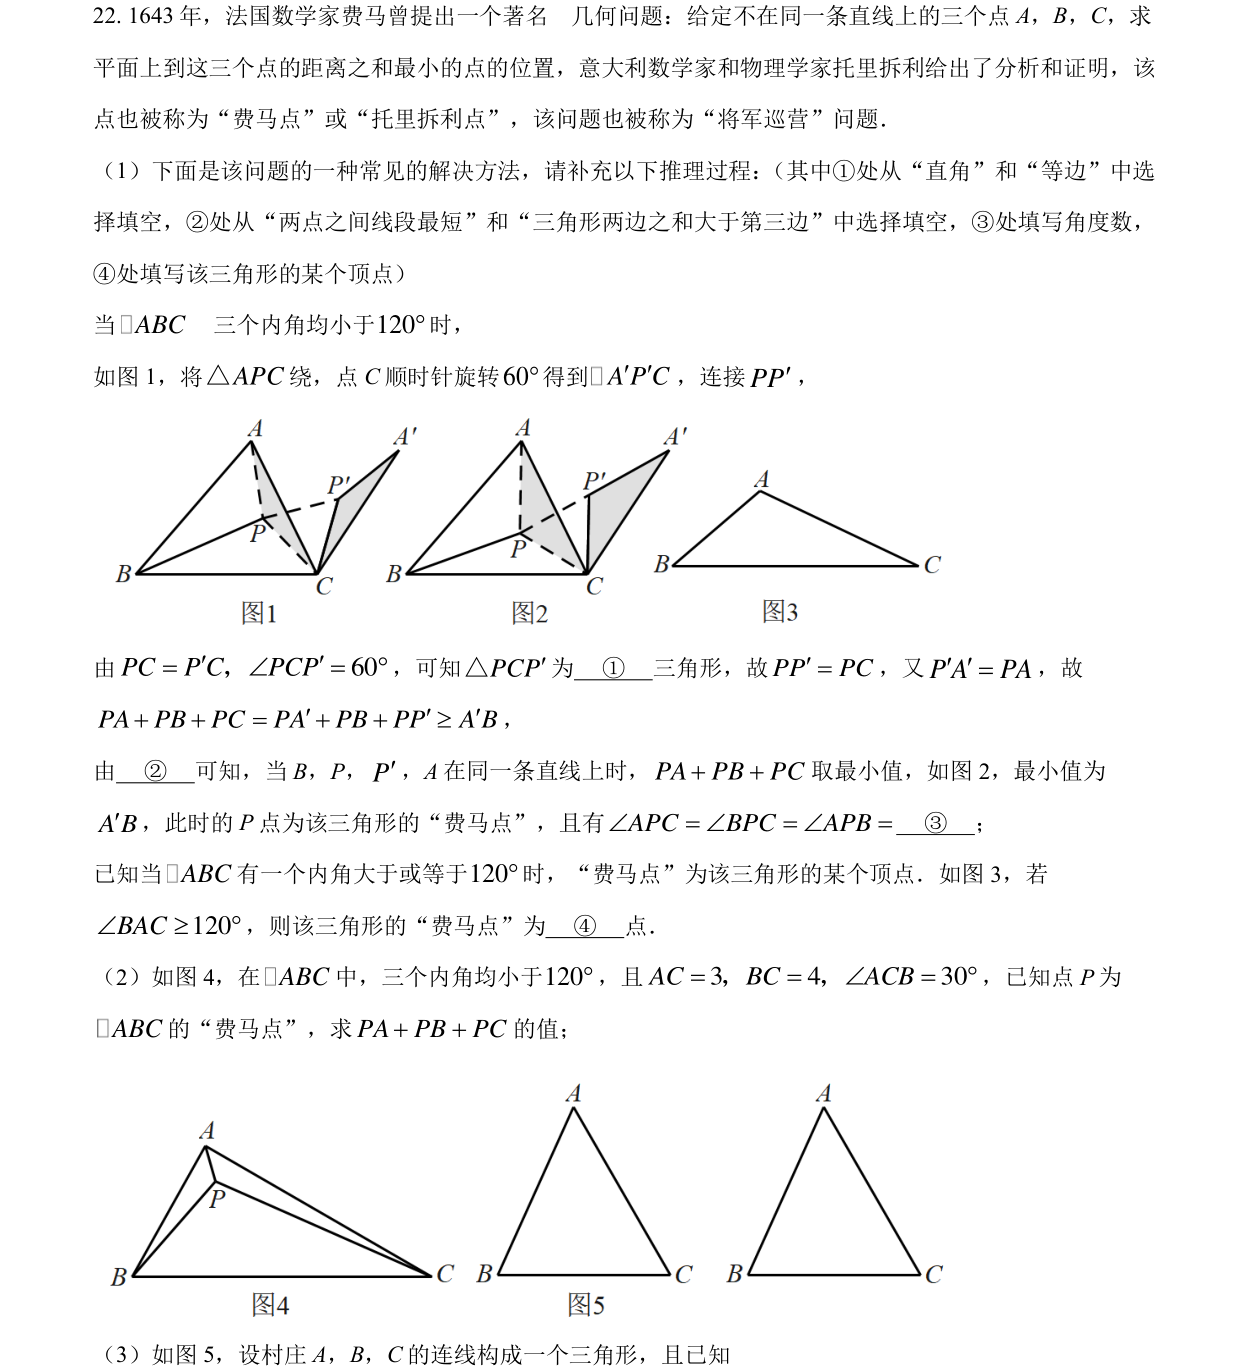 22. 1643 年，法国数学家费马曾提出一个著名 几何问题：给定不在同一条直线上的三个点 A，B，C，求
平面上到这三个点的距离之和最小的点的位置，意大利数学家和物理学家托里拆利给出了分析和证明，该
点也被称为“费马点”或“托里拆利点”，该问题也被称为“将军巡营”问题．
（1）下面是该问题的一种常见的解决方法，请补充以下推理过程：（其中①处从“直角”和“等边”中选
择填空，②处从“两点之间线段最短”和“三角形两边之和大于第三边”中选择填空，③处填写角度数，
④处填写该三角形的某个顶点）
当□ABC 三个内角均小于120°时，
如图 1，将△APC 绕，点 C 顺时针旋转60°得到□A′P′C，连接 PP′，
A A′ P′ P B C 图1
A A′ P′ P B C 图2
A B C 图3
由 PC = P′C，∠PCP′ = 60°，可知△PCP′ 为 ① 三角形，故 PP′ = PC，又 P′A′ = PA，故
PA + PB + PC = PA′ + PB + PP′ ≥ A′B，
由 ② 可知，当 B，P，P′，A 在同一条直线上时，PA + PB + PC 取最小值，如图 2，最小值为
A′B，此时的 P 点为该三角形的“费马点”，且有∠APC = ∠BPC = ∠APB = ③ ；
已知当□ABC 有一个内角大于或等于120°时，“费马点”为该三角形的某个顶点．如图 3，若
∠BAC ≥ 120°，则该三角形的“费马点”为 ④ 点．
（2）如图 4，在□ABC 中，三个内角均小于120°，且 AC = 3，BC = 4，∠ACB = 30°，已知点 P 为
□ABC 的“费马点”，求 PA + PB + PC 的值；
A P B C 图4
A B C 图5
A B C
（3）如图 5，设村庄 A，B，C 的连线构成一个三角形，且已知